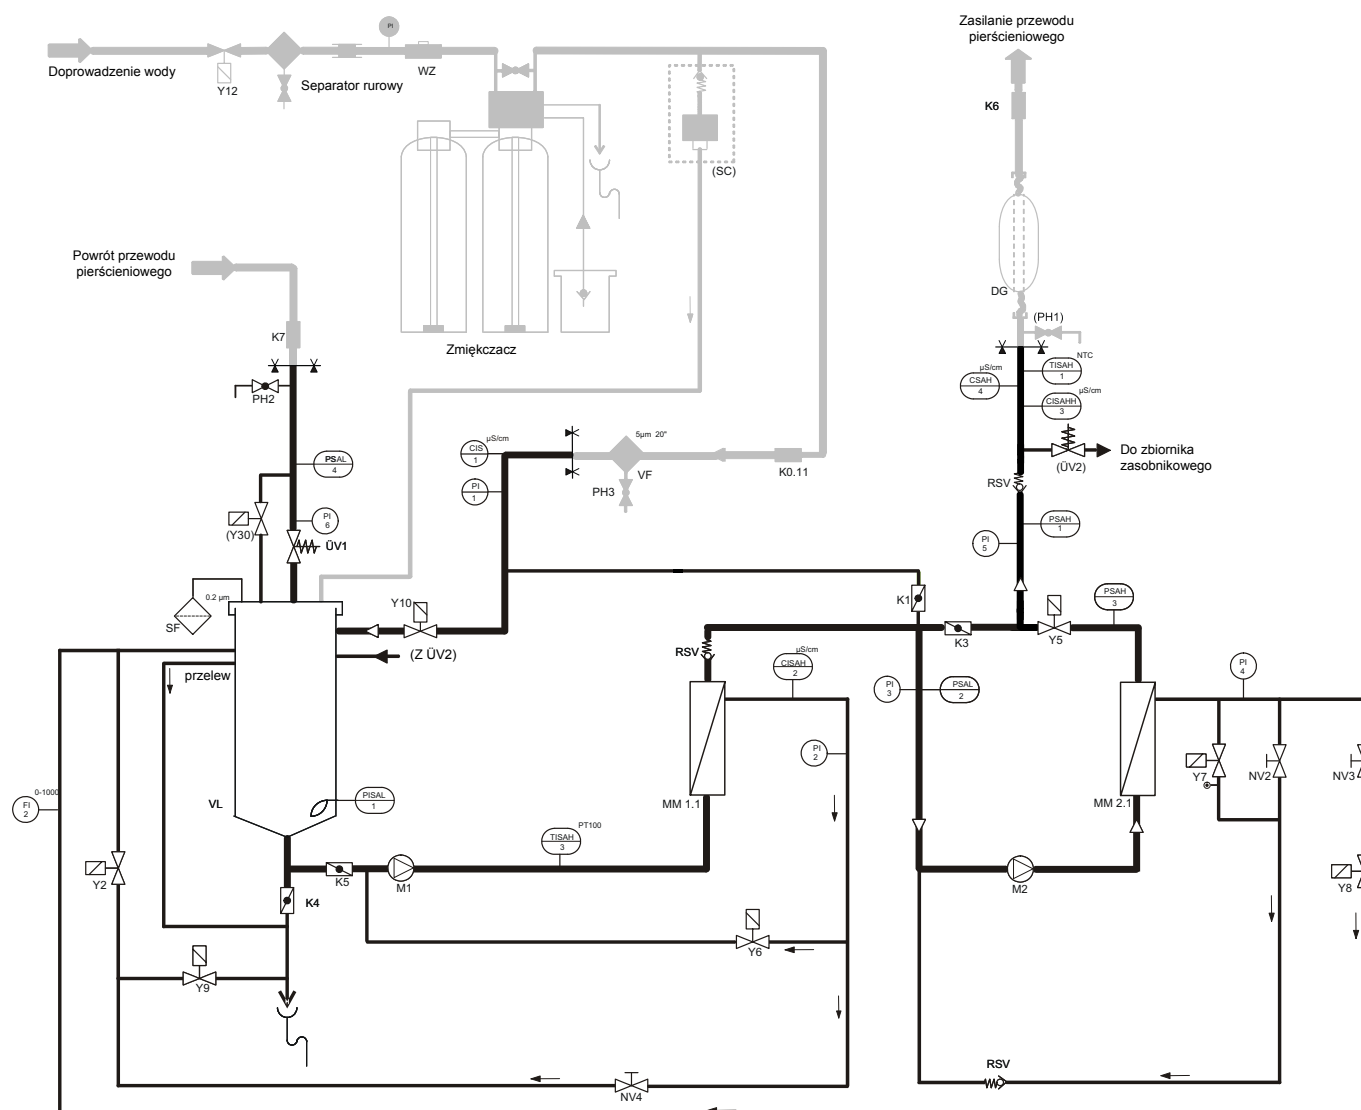 Zasilanie przewodu
pierścieniowego
PI
Doprowadzenie wody
Y12
Separator rurowy
WZ
K6
(SC)
Powrót przewodu
pierścieniowego
K7
Zmiękczacz
DG
(PH1)
NTC
TISAH
1
µS/cm
CSAH
4
µS/cm
CISAHH
3
PH2
PSAL
4
µS/cm
CIS
1
5µm 20"
VF
K0.11
(ÜV2)
Do zbiornika
zasobnikowego
RSV
PI
1
PH3
(Y30)
PI
6
ÜV1
PSAH
1
PI
5
0.2 µm
SF
Y10
K1
PSAH
3
K3
Y5
(Z ÜV2)
przelew
RSV
µS/cm
CISAH
2
PI
3
PSAL
2
PI
4
PI
2
Y7
NV2
NV3
0-1000
FI
2
VL
PISAL
1
MM 1.1
MM 2.1
PT100
TISAH
3
Y2
K5
M1
M2
Y8
K4
Y6
Y9
RSV
NV4